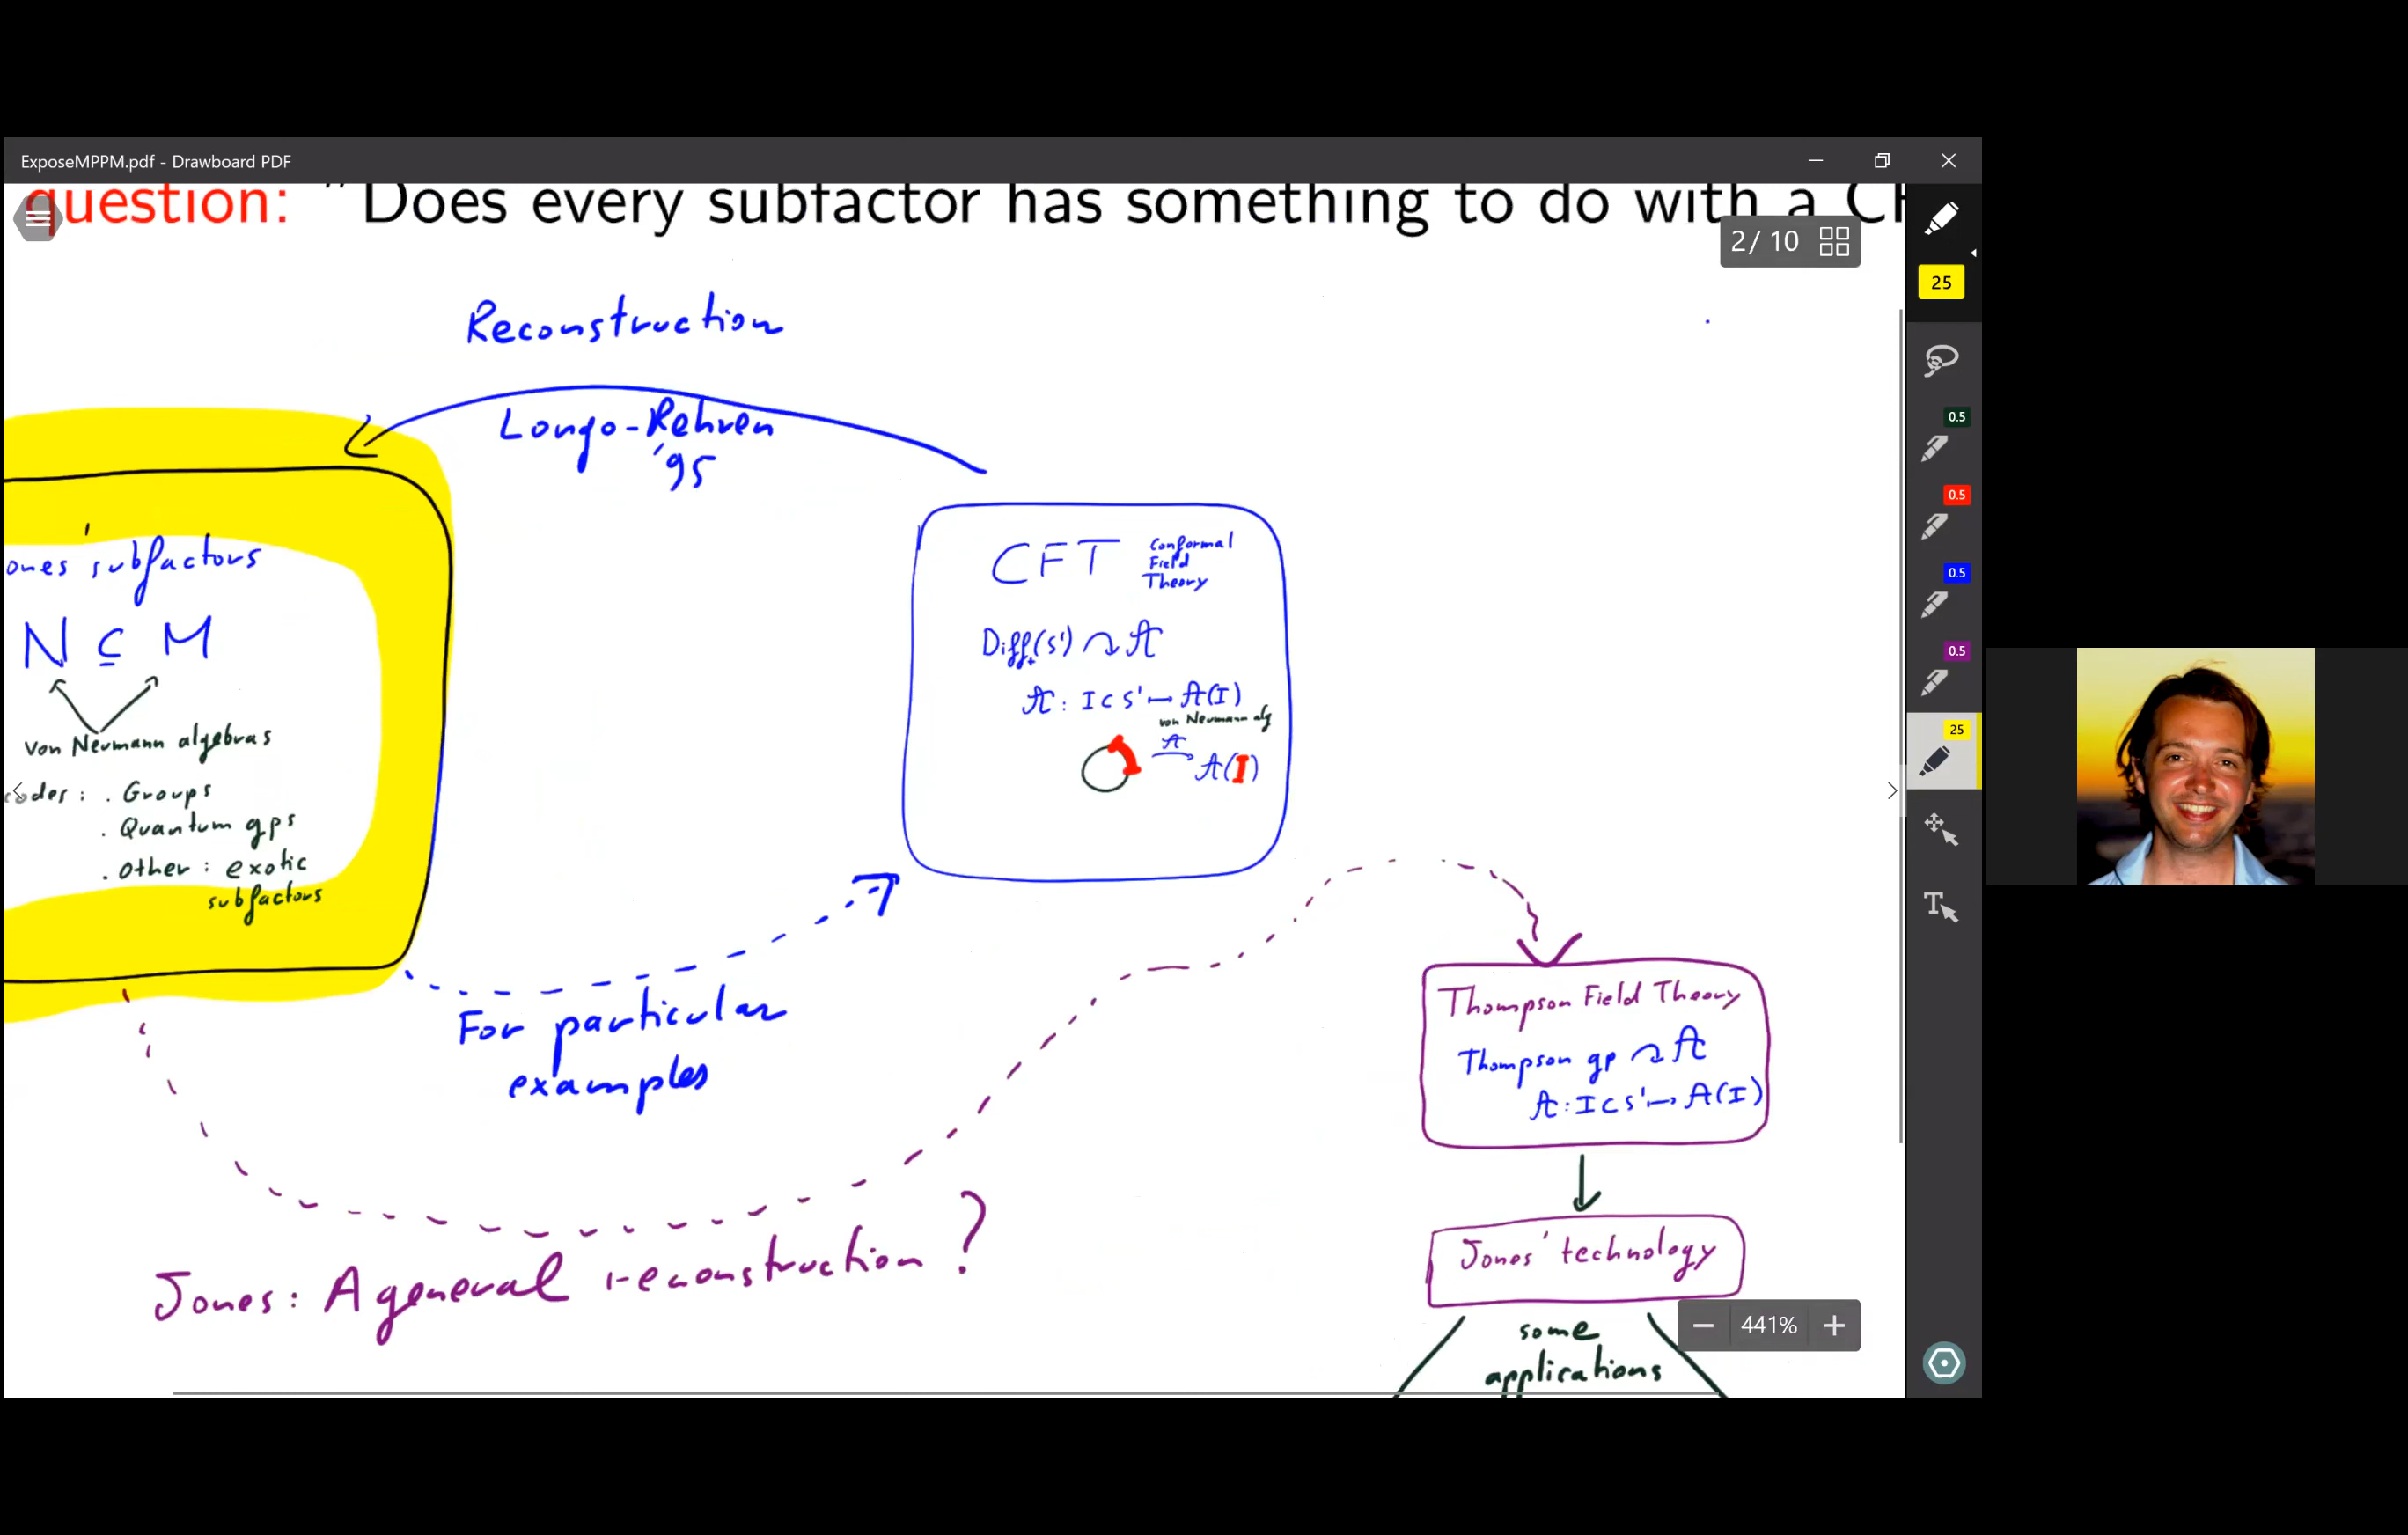 ExposeMPPM.pdf - Drawboard PDF
question: "Does every subfactor has something to do with a CF
2 / 10
25
Reconstruction
Longo-Rehren
'95
ones' subfactors
N ⊆ M
von Neumann algebras
codes : . Groups
. Quantum gps
. Other : exotic
subfactors
CFT
Conformal
Field
Theory
Diff₊(S¹) ↷ A
A : I ⊂ S¹ ↦ A(I)
von Neumann alg
A
A(I)
For particular
examples
Jones: A general reconstruction ?
Thompson Field Theory
Thompson gp ↷ A
A : I ⊂ S¹ ↦ A(I)
Jones' technology
some
applications
441%
0.5
0.5
0.5
0.5
25